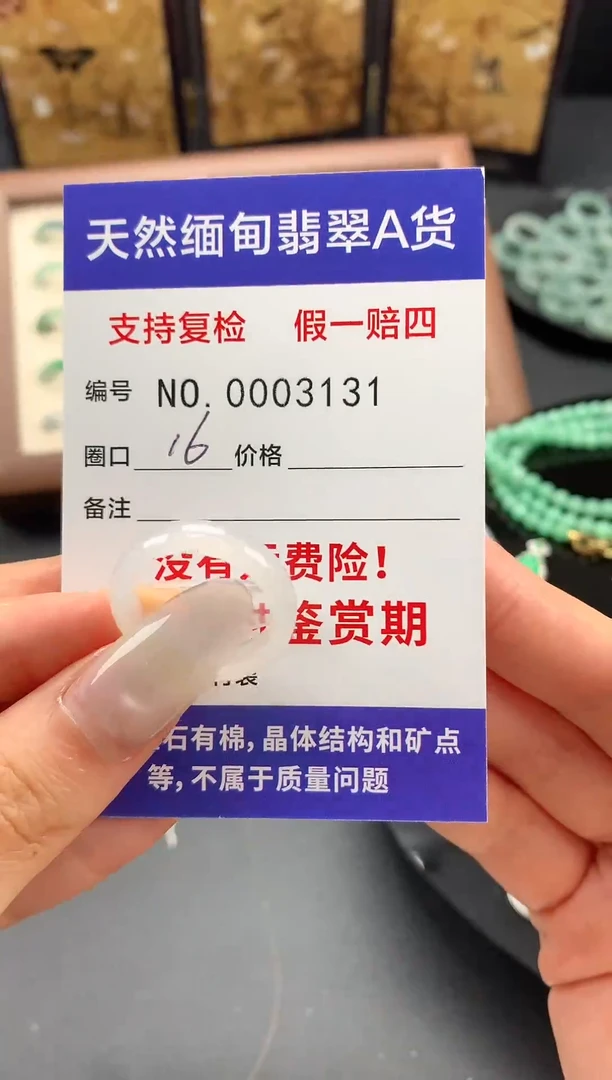 天然缅甸翡翠A货
支持复检 假一赔四
编号 NO.0003131
圈口 16 价格
备注
没有 费险!
鉴赏期
石有棉,晶体结构和矿点
等,不属于质量问题